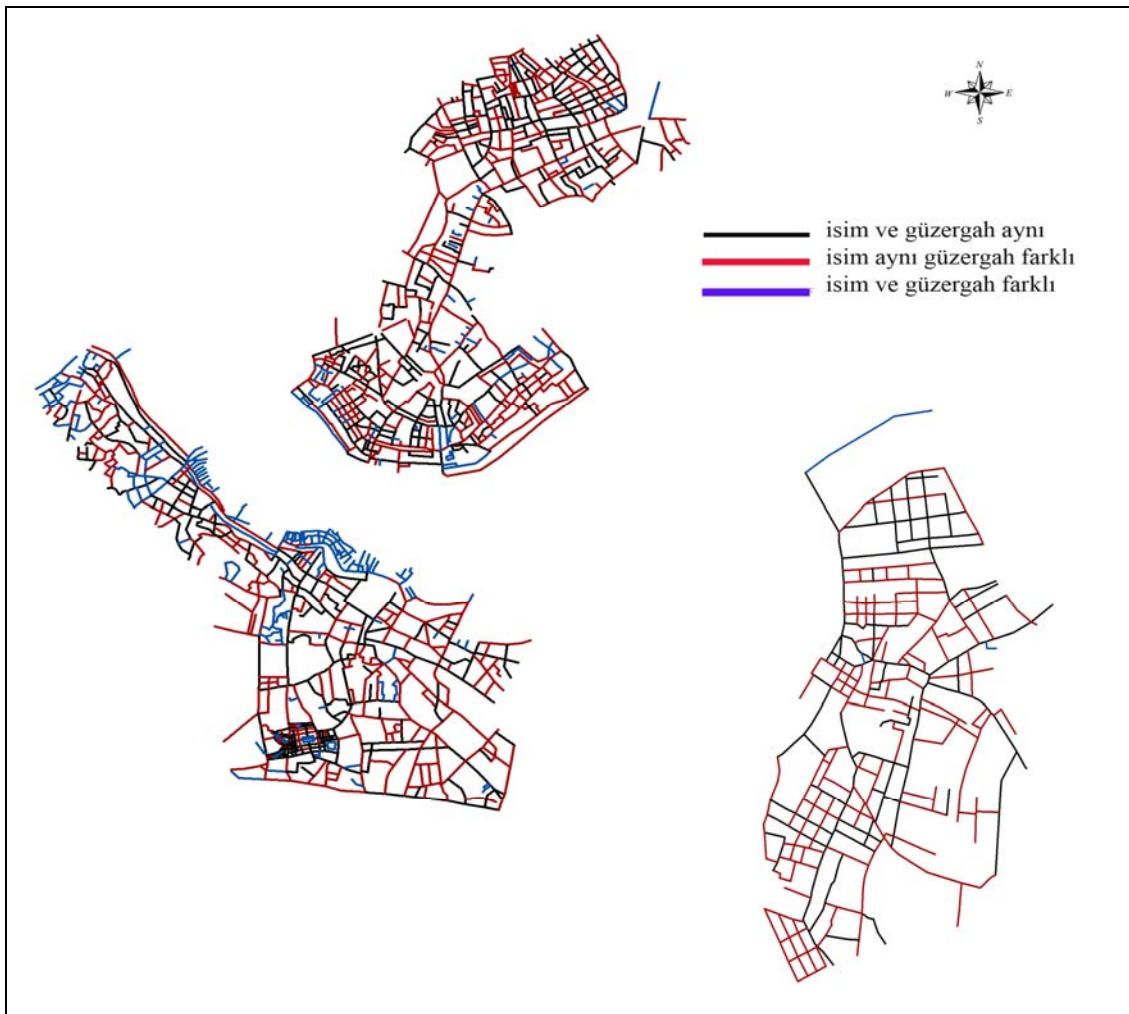 N
W E
S
isim ve güzergah aynı
isim aynı güzergah farklı
isim ve güzergah farklı